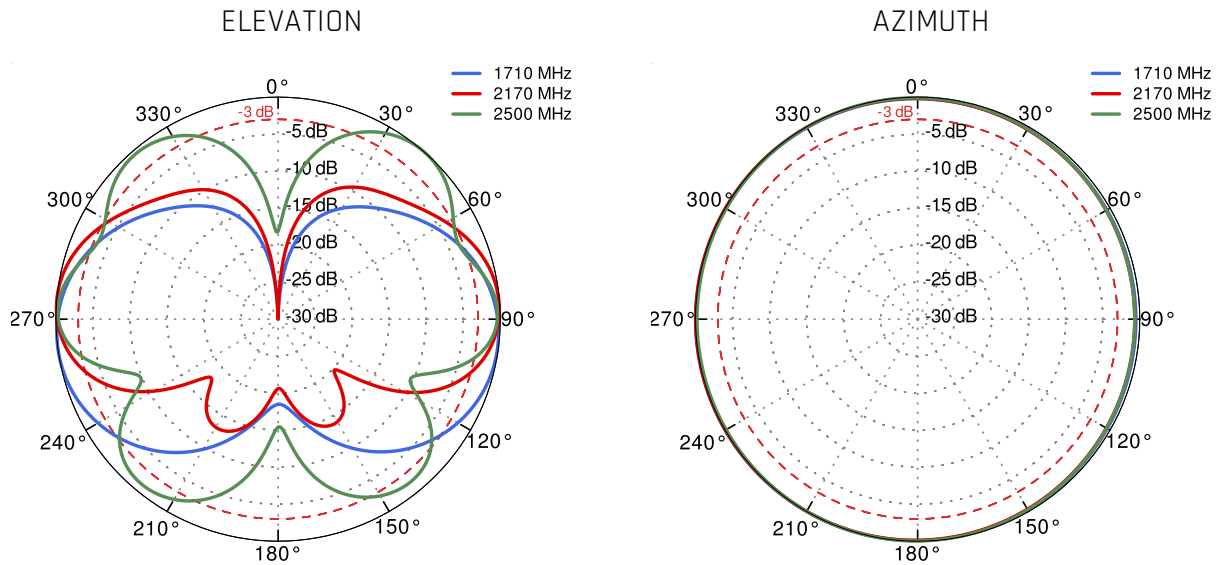 ELEVATION
1710 MHz
2170 MHz
2500 MHz
0°
-3 dB
330°
30°
-5 dB
-10 dB
300°
60°
-15 dB
-20 dB
-25 dB
270°
-30 dB
90°
240°
120°
210°
150°
180°
AZIMUTH
1710 MHz
2170 MHz
2500 MHz
0°
-3 dB
330°
30°
-5 dB
-10 dB
300°
60°
-15 dB
-20 dB
-25 dB
270°
-30 dB
90°
240°
120°
210°
150°
180°